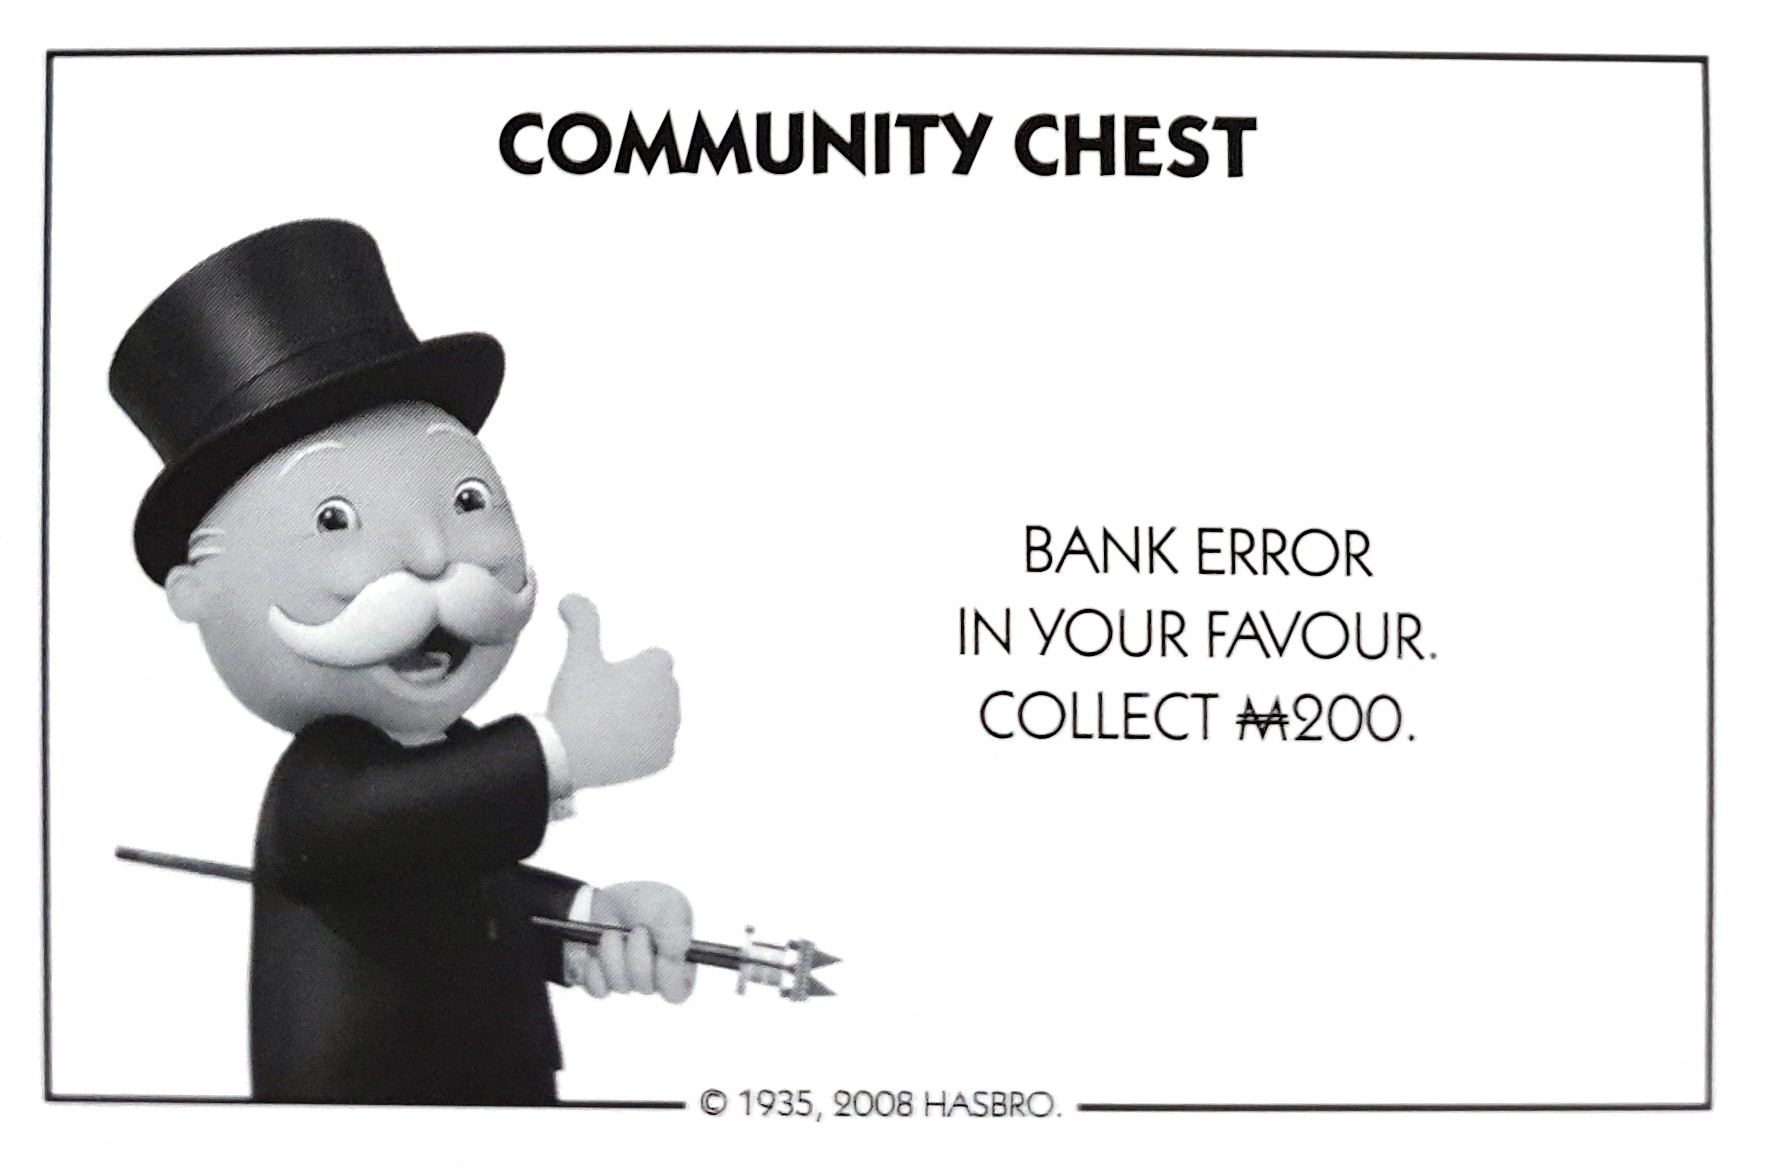 COMMUNITY CHEST
BANK ERROR
IN YOUR FAVOUR.
COLLECT ₩200.
© 1935, 2008 HASBRO.